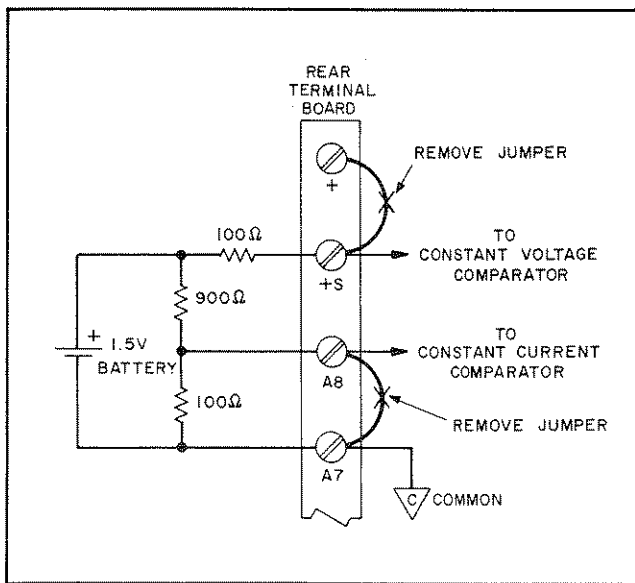 REAR
TERMINAL
BOARD
REMOVE JUMPER
+
100Ω
TO
CONSTANT VOLTAGE
COMPARATOR
+S
900Ω
+
1.5V
BATTERY
TO
CONSTANT CURRENT
COMPARATOR
A8
100Ω
REMOVE JUMPER
A7
C
COMMON